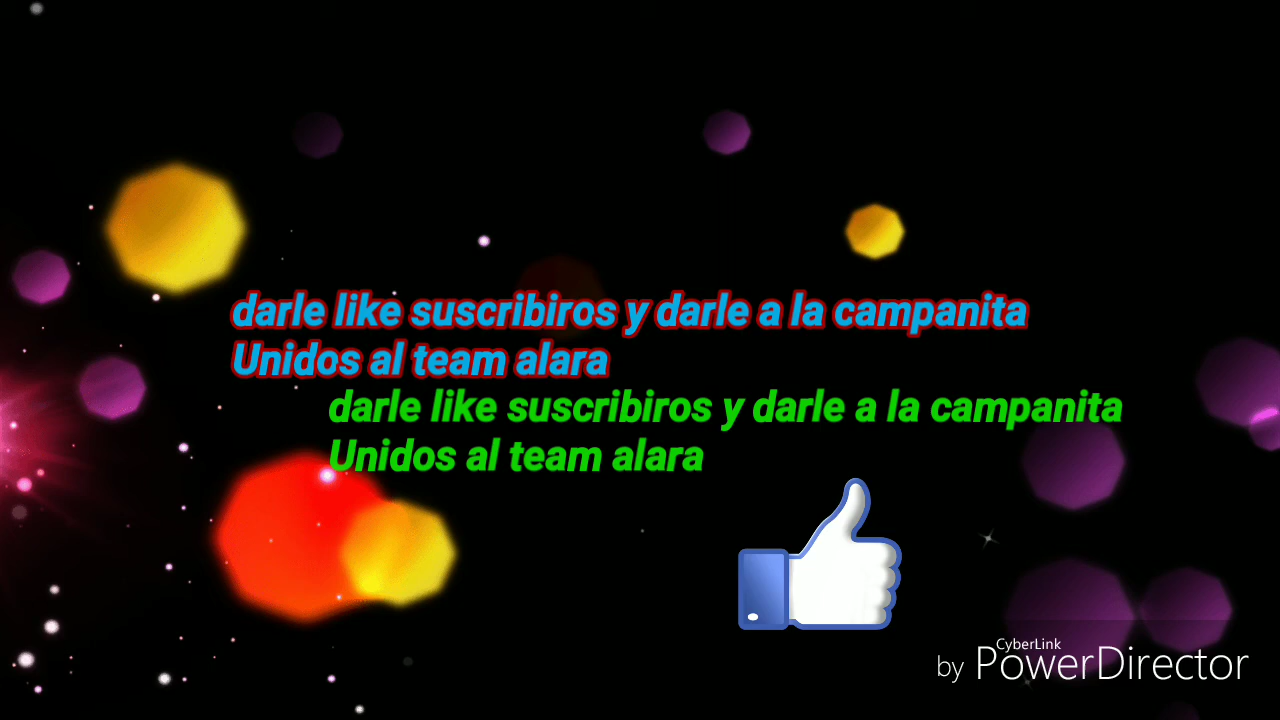 darle like suscribiros y darle a la campanita
Unidos al team alara
darle like suscribiros y darle a la campanita
Unidos al team alara
CyberLink
by PowerDirector